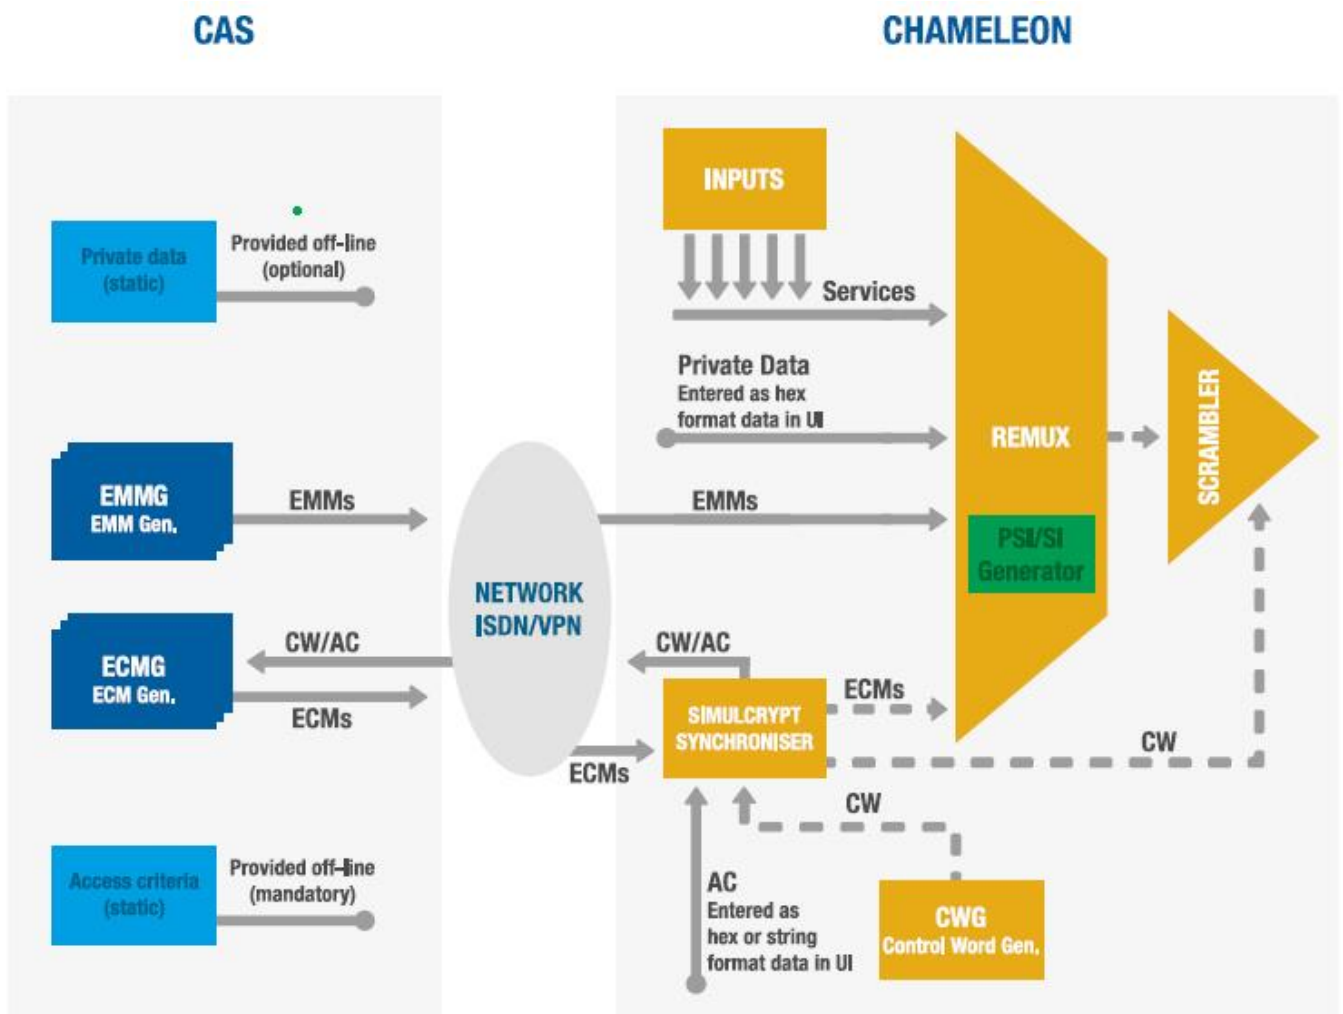 CAS
CHAMELEON
INPUTS
Private data
(static)
Provided off-line
(optional)
Services
Private Data
Entered as hex
format data in UI
REMUX
SCRAMBLER
EMMG
EMM Gen.
EMMs
EMMs
PSI/SI
Generator
NETWORK
ISDN/VPN
ECMG
ECM Gen.
CW/AC
ECMs
CW/AC
ECMs
SIMULCRYPT
SYNCHRONISER
ECMs
CW
CW
Access criteria
(static)
Provided off-line
(mandatory)
AC
Entered as
hex or string
format data in UI
CWG
Control Word Gen.